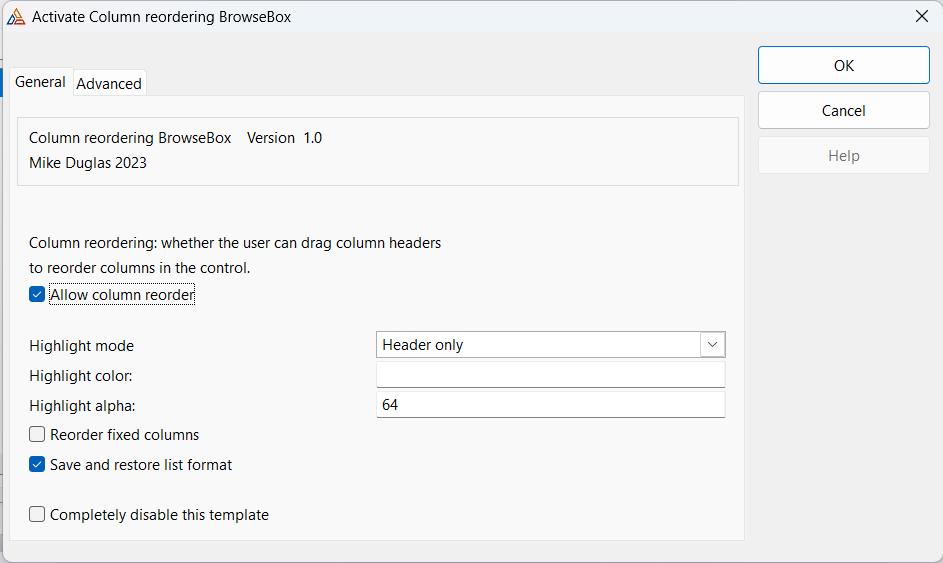 Activate Column reordering BrowseBox
General Advanced
OK
Cancel
Help
Column reordering BrowseBox Version 1.0
Mike Duglas 2023
Column reordering: whether the user can drag column headers
to reorder columns in the control.
Allow column reorder
Highlight mode Header only
Highlight color:
Highlight alpha: 64
Reorder fixed columns
Save and restore list format
Completely disable this template